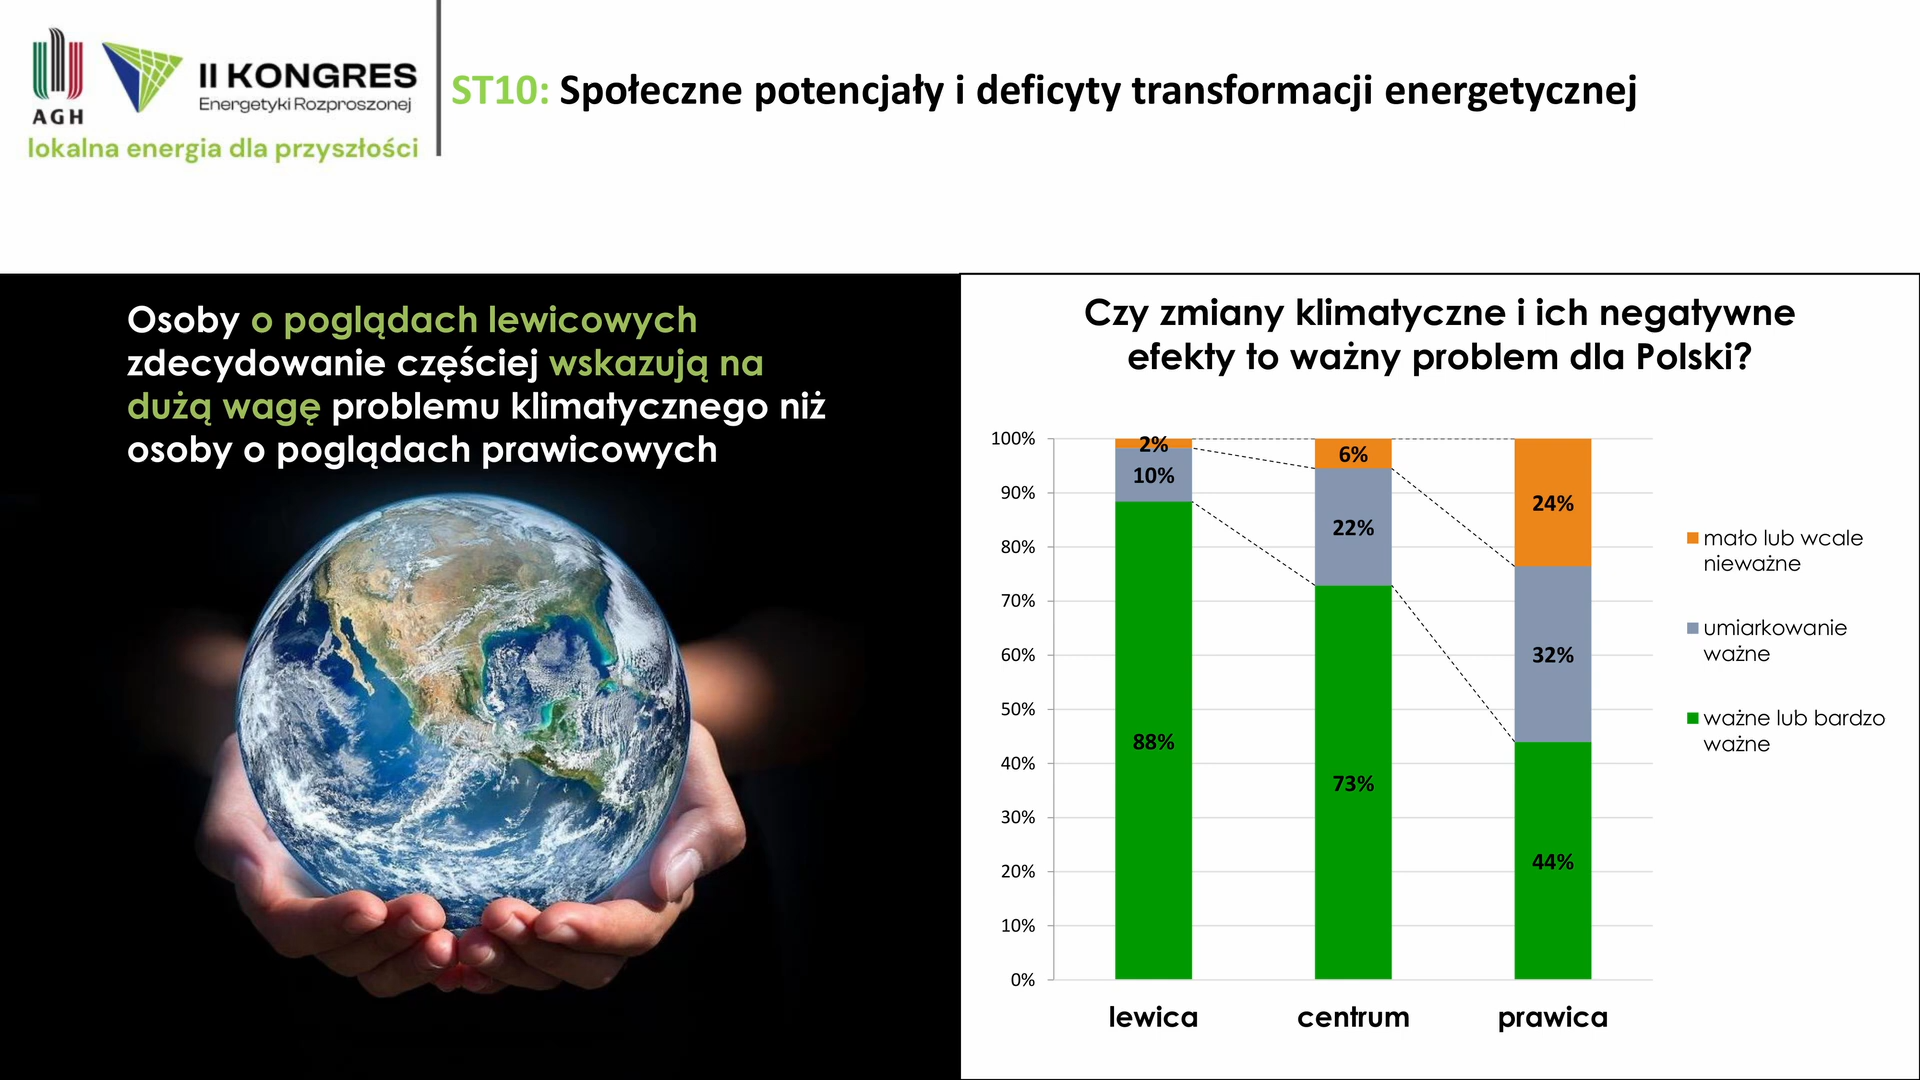 AGH
II KONGRES
Energetyki Rozproszonej
lokalna energia dla przyszłości
ST10: Społeczne potencjały i deficyty transformacji energetycznej
Osoby o poglądach lewicowych
zdecydowanie częściej wskazują na
dużą wagę problemu klimatycznego niż
osoby o poglądach prawicowych
Czy zmiany klimatyczne i ich negatywne
efekty to ważny problem dla Polski?
100%
90%
80%
70%
60%
50%
40%
30%
20%
10%
0%
2%
10%
88%
6%
22%
73%
24%
32%
44%
lewica
centrum
prawica
mało lub wcale
nieważne
umiarkowanie
ważne
ważne lub bardzo
ważne